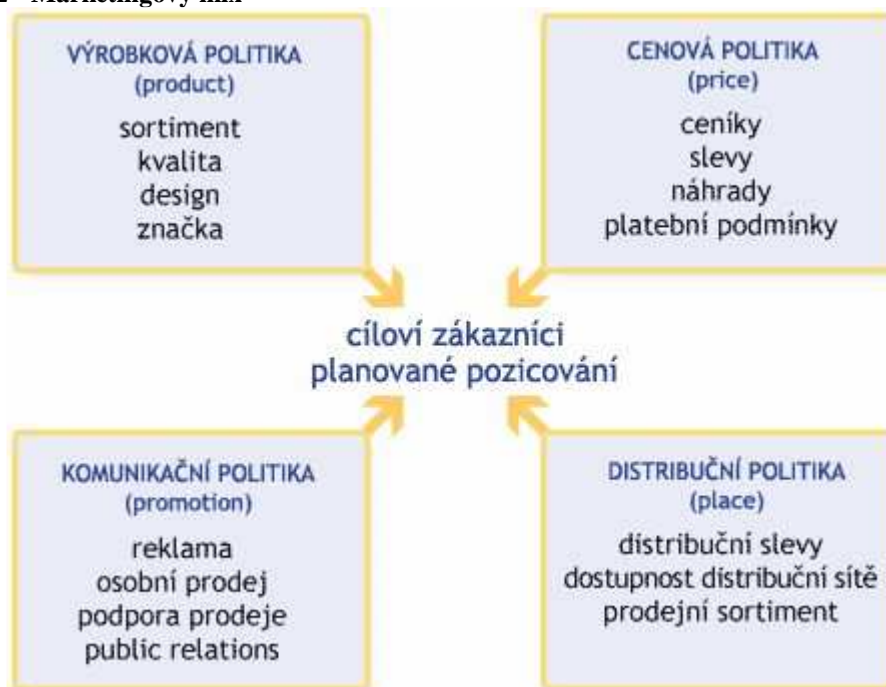 VÝROBKOVÁ POLITIKA
(product)
sortiment
kvalita
design
značka
CENOVÁ POLITIKA
(price)
ceníky
slevy
náhrady
platební podmínky
cíloví zákazníci
planované pozicování
KOMUNIKAČNÍ POLITIKA
(promotion)
reklama
osobní prodej
podpora prodeje
public relations
DISTRIBUČNÍ POLITIKA
(place)
distribuční slevy
dostupnost distribuční sítě
prodejní sortiment